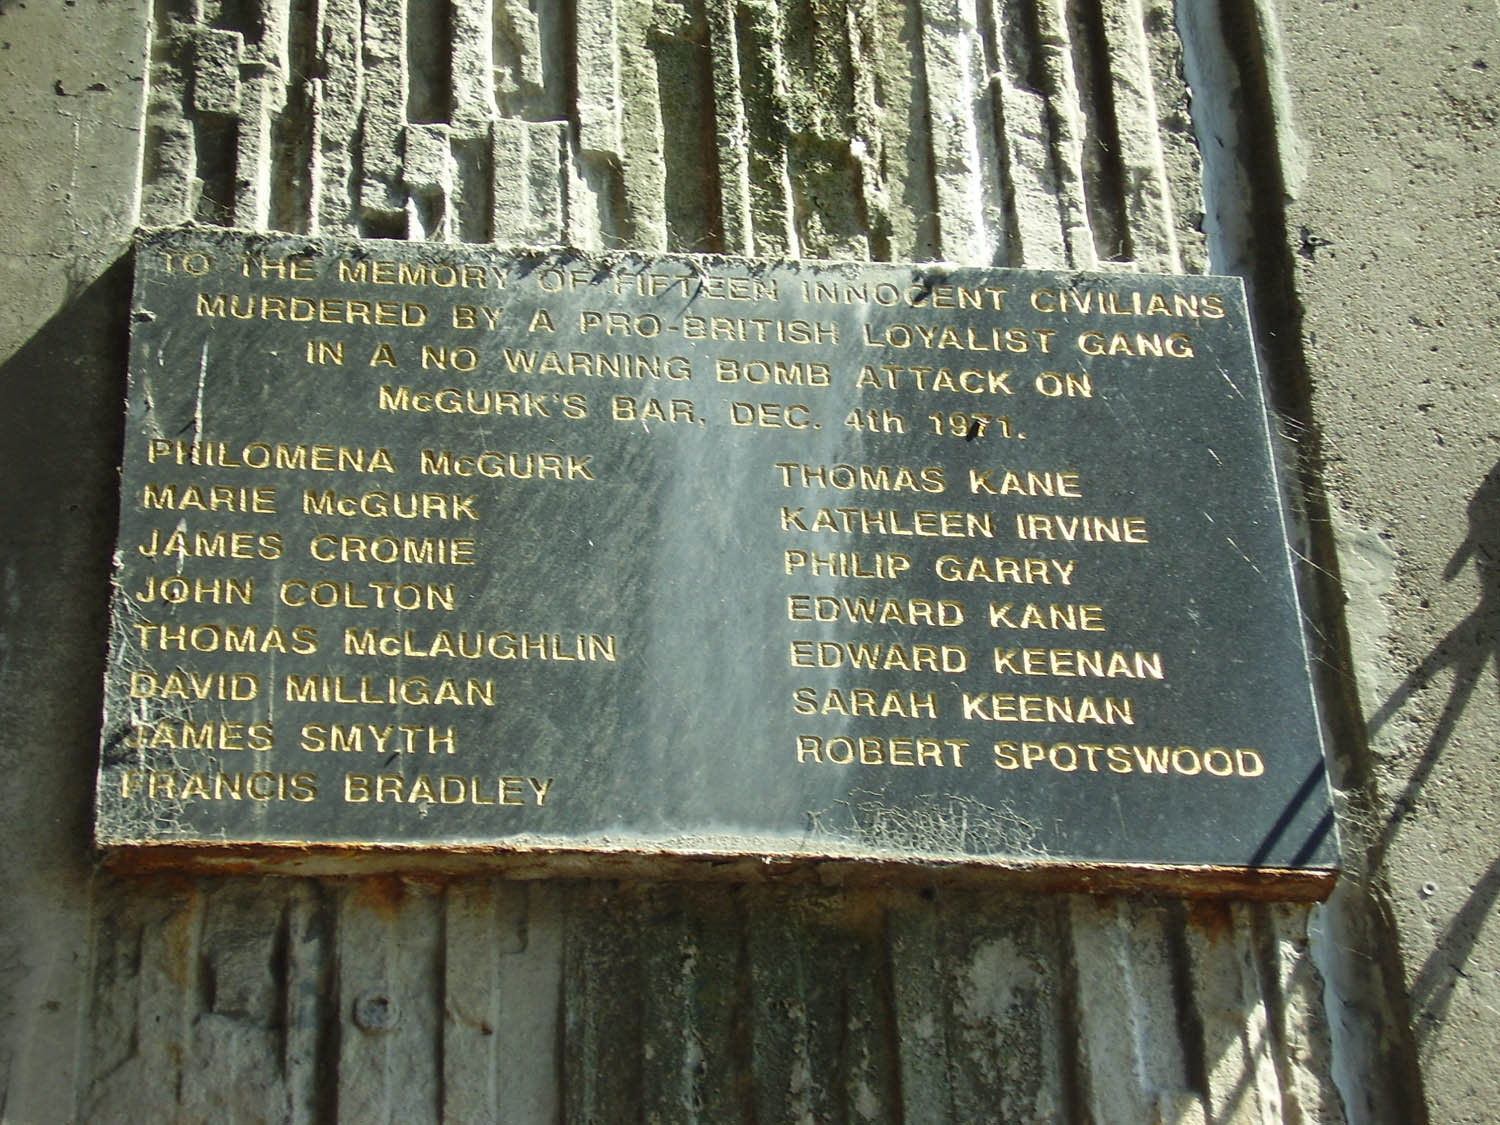 TO THE MEMORY OF FIFTEEN INNOCENT CIVILIANS
MURDERED BY A PRO-BRITISH LOYALIST GANG
IN A NO WARNING BOMB ATTACK ON
McGURK'S BAR, DEC. 4th 1971.
PHILOMENA McGURK
MARIE McGURK
JAMES CROMIE
JOHN COLTON
THOMAS McLAUGHLIN
DAVID MILLIGAN
JAMES SMYTH
FRANCIS BRADLEY
THOMAS KANE
KATHLEEN IRVINE
PHILIP GARRY
EDWARD KANE
EDWARD KEENAN
SARAH KEENAN
ROBERT SPOTSWOOD